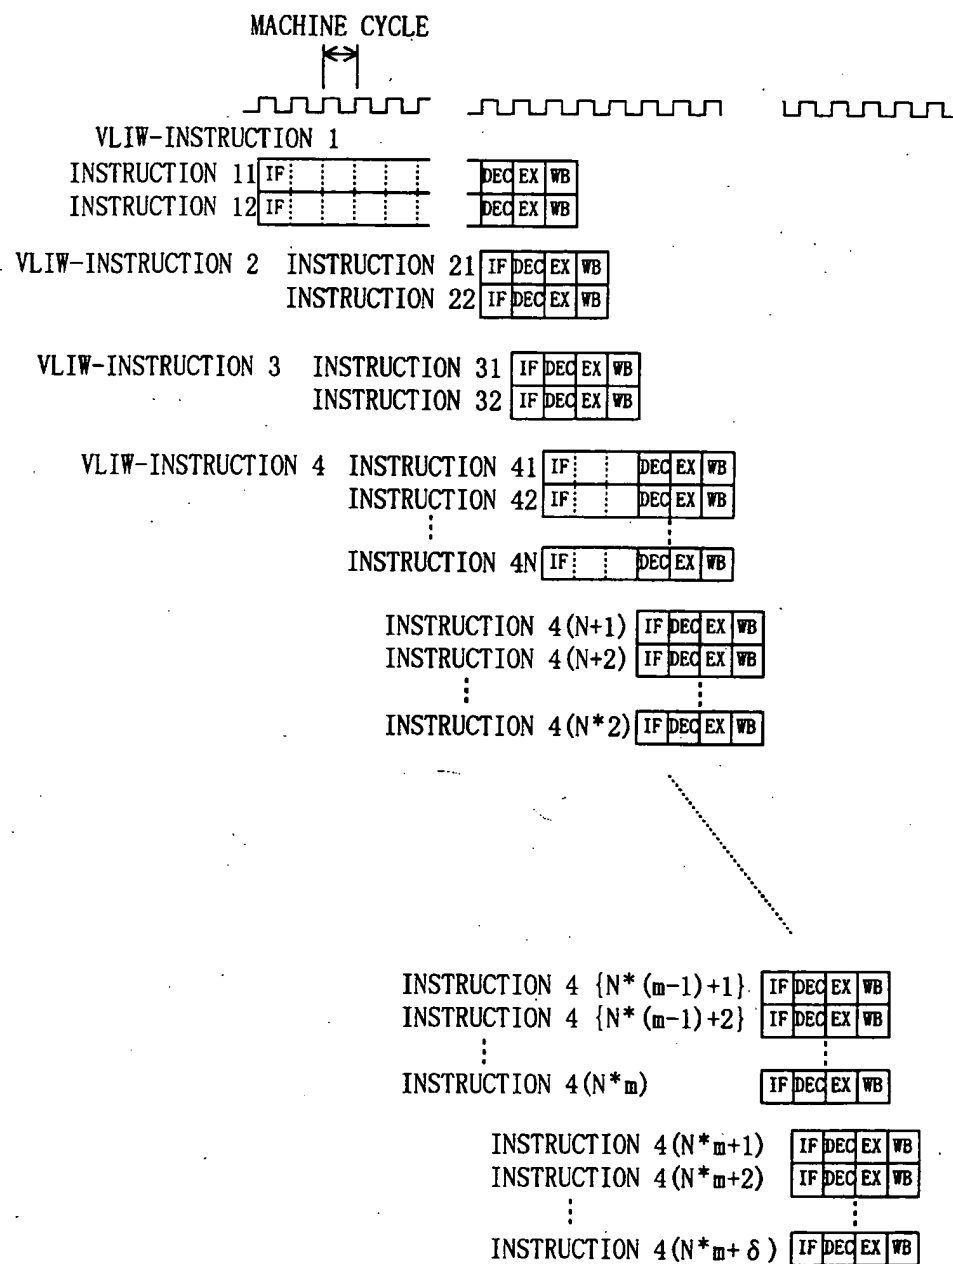 MACHINE CYCLE
VLIW-INSTRUCTION 1
INSTRUCTION 11 IF DEC EX WB
INSTRUCTION 12 IF DEC EX WB
VLIW-INSTRUCTION 2 INSTRUCTION 21 IF DEC EX WB
INSTRUCTION 22 IF DEC EX WB
VLIW-INSTRUCTION 3 INSTRUCTION 31 IF DEC EX WB
INSTRUCTION 32 IF DEC EX WB
VLIW-INSTRUCTION 4 INSTRUCTION 41 IF DEC EX WB
INSTRUCTION 42 IF DEC EX WB
INSTRUCTION 4N IF DEC EX WB
INSTRUCTION 4(N+1) IF DEC EX WB
INSTRUCTION 4(N+2) IF DEC EX WB
INSTRUCTION 4(N*2) IF DEC EX WB
INSTRUCTION 4 {N*(m-1)+1} IF DEC EX WB
INSTRUCTION 4 {N*(m-1)+2} IF DEC EX WB
INSTRUCTION 4(N*m) IF DEC EX WB
INSTRUCTION 4(N*m+1) IF DEC EX WB
INSTRUCTION 4(N*m+2) IF DEC EX WB
INSTRUCTION 4(N*m+δ) IF DEC EX WB